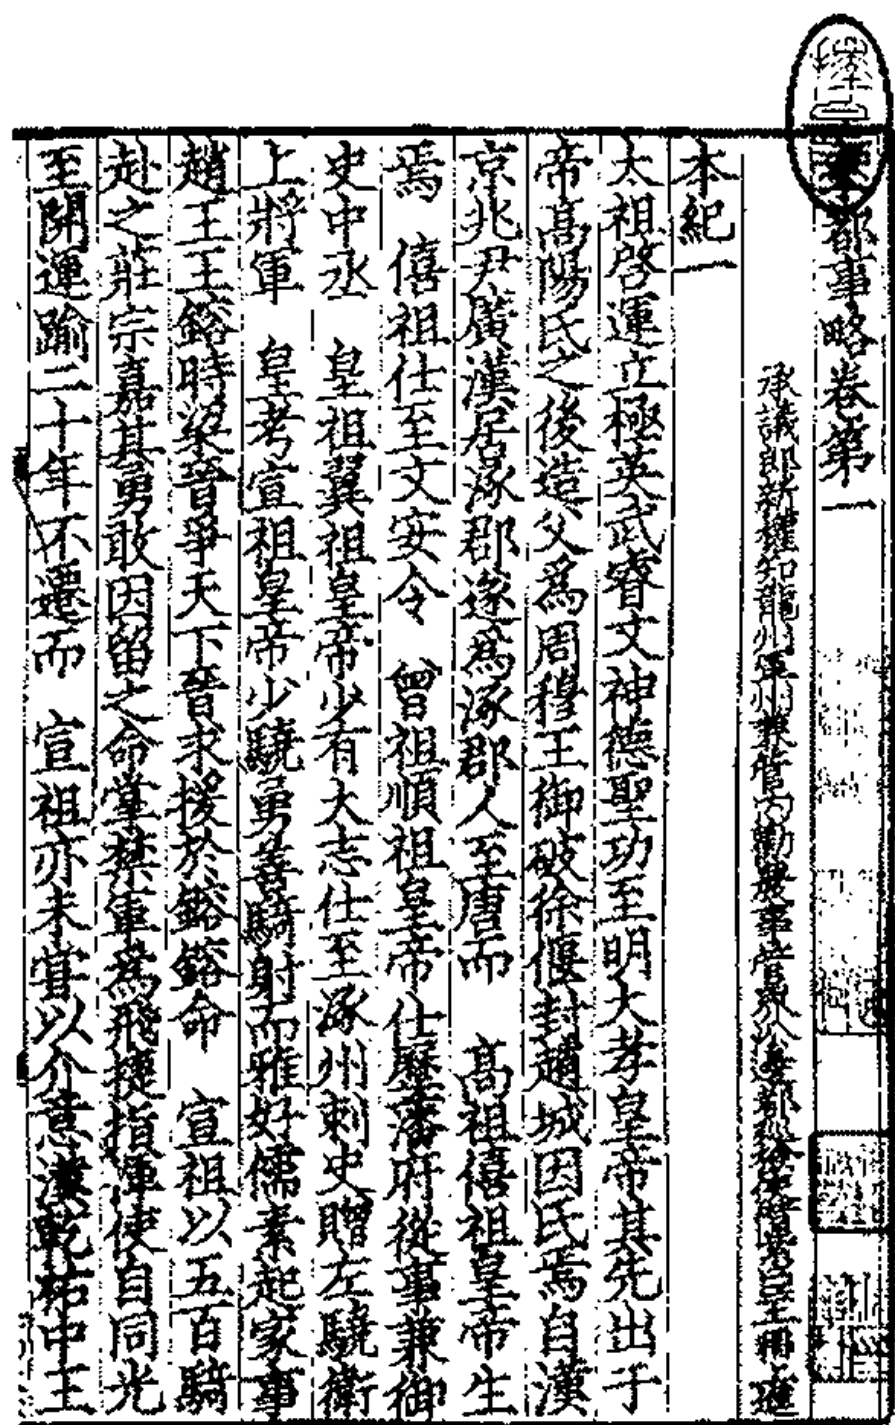 東都事略卷第一
承議郎新權知龍州軍州兼管內勸農事管界沿邊都巡檢使借紫臣王稱進
本紀一
太祖啓運立極英武睿文神德聖功至明大孝皇帝其先出于
帝高陽氏之後造父爲周穆王御破徐偃封趙城因氏焉自漢
京兆尹廣漢居涿郡遂爲涿郡人至唐而 高祖僖祖皇帝生
焉 僖祖仕至文安令 曾祖順祖皇帝仕歷藩府從事兼御
史中丞 皇祖翼祖皇帝少有大志仕至涿州刺史贈左驍衛
上將軍 皇考宣祖皇帝少驍勇善騎射而雅好儒素起家事
趙王王鎔時梁晉爭天下晉求援於鎔鎔命 宣祖以五百騎
赴之莊宗嘉其勇敢因留之命掌禁軍爲飛捷指揮使自同光
至開運踰二十年不遷而 宣祖亦未甞以介意漢乾祐中王